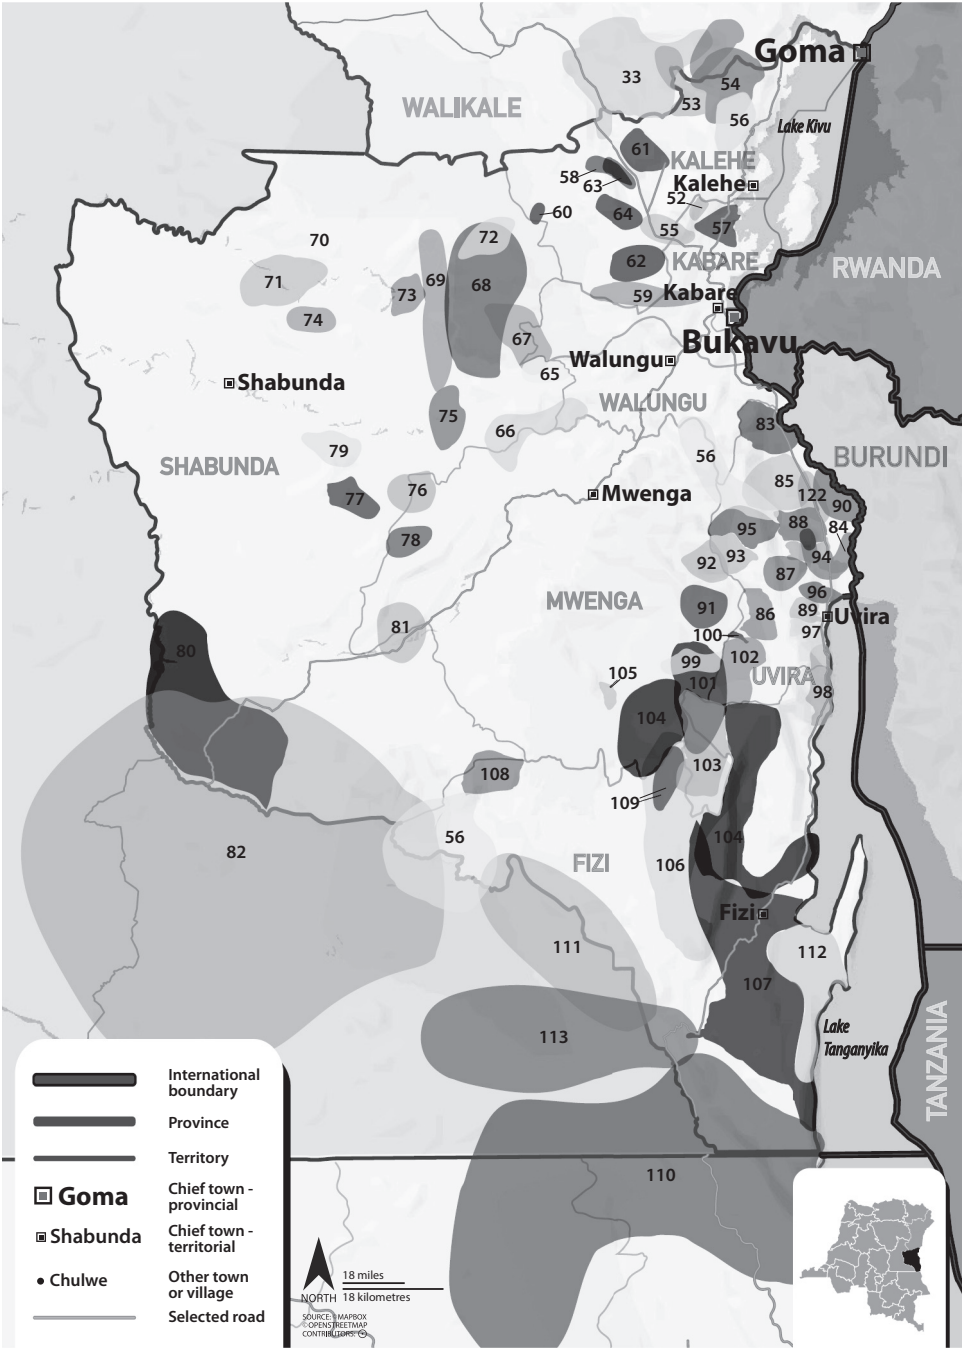 Goma
33
54
53
56
WALIKALE
Lake Kivu
61
KALEHE
58
63
Kalehe
52
60
64
57
55
70
72
62
KABARE
RWANDA
71
69
68
73
59
Kabare
74
67
Bukavu
Walungu
65
Shabunda
WALUNGU
75
83
66
79
56
BURUNDI
SHABUNDA
85
76
77
Mwenga
122
90
88
84
95
78
93
94
92
87
96
MWENGA
91
86
89
Uvira
81
97
100
80
99
102
105
101
UVIRA
98
104
103
108
109
104
56
82
FIZI
106
Fizi
111
112
107
Lake
Tanganyika
113
TANZANIA
110
International
boundary
Province
Territory
Goma
Chief town -
provincial
Shabunda
Chief town -
territorial
Chulwe
Other town
or village
Selected road
NORTH
18 miles
18 kilometres
SOURCE: ©MAPBOX
©OPENSTREETMAP
CONTRIBUTORS.